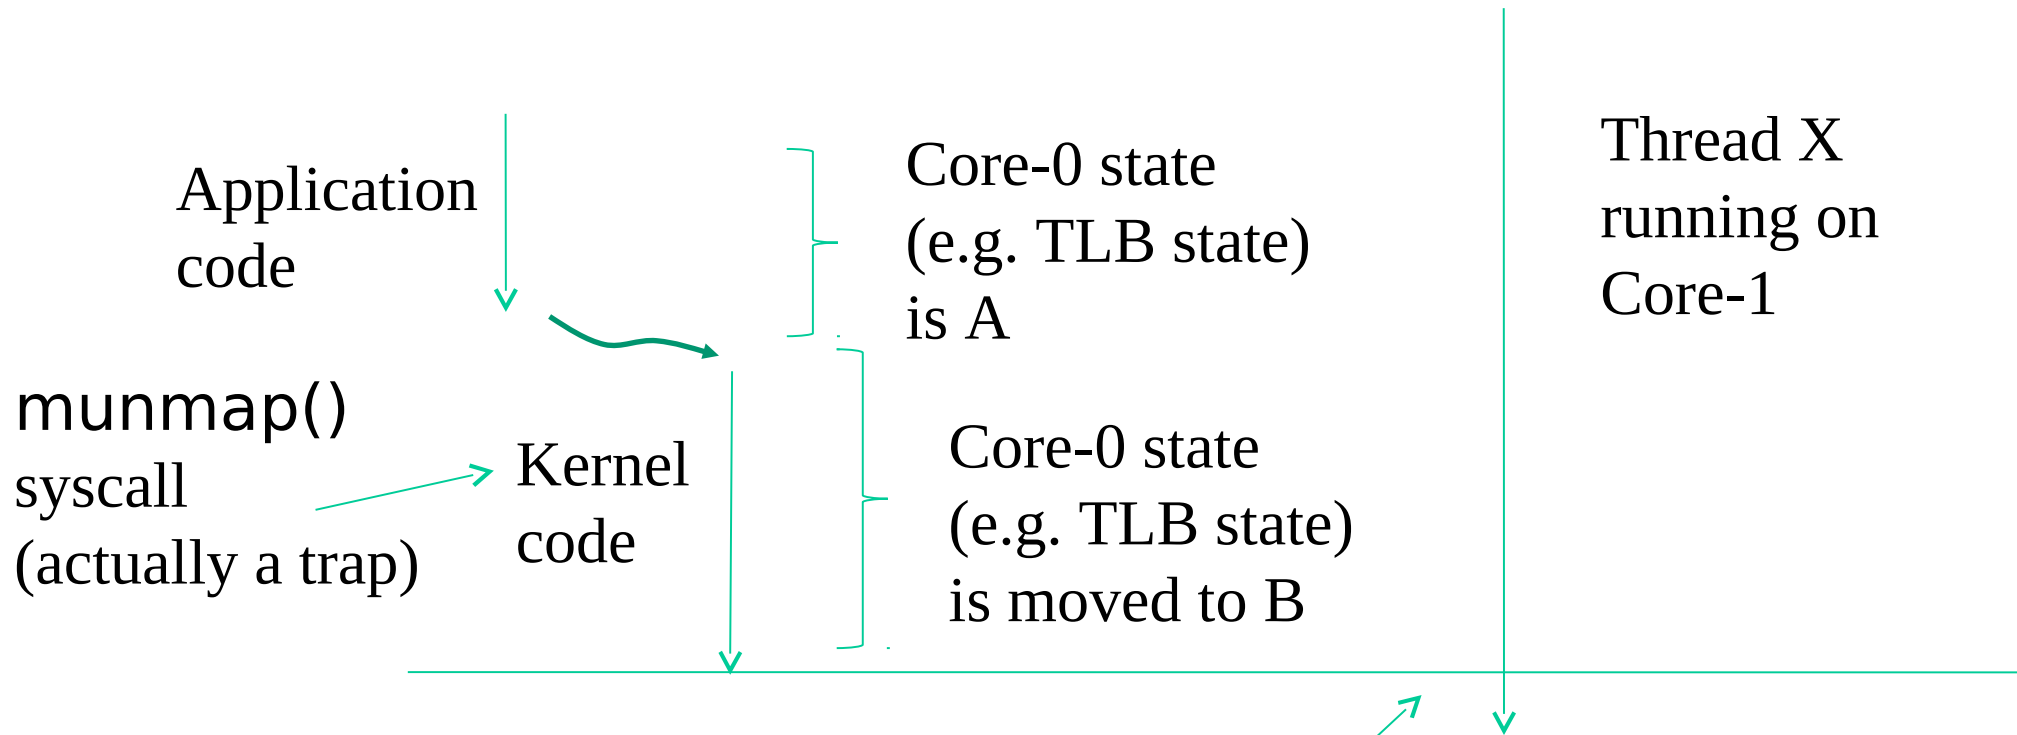 Application
code
munmap()
syscall
(actually a trap)
Kernel
code
Core-0 state
(e.g. TLB state)
is A
Core-0 state
(e.g. TLB state)
is moved to B
Thread X
running on
Core-1